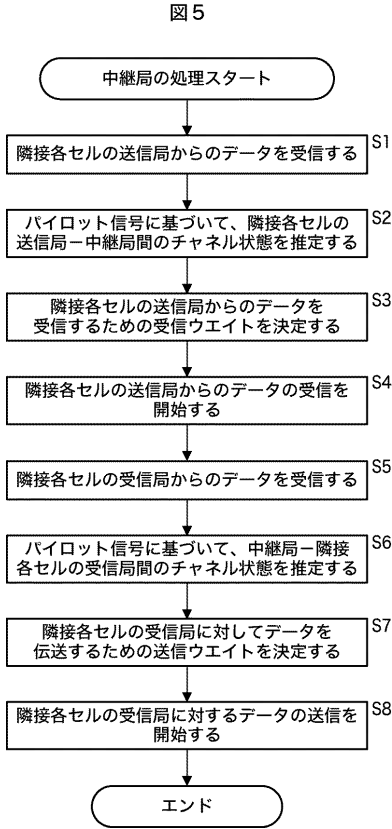 図5
中継局の処理スタート
S1
隣接各セルの送信局からのデータを受信する
S2
パイロット信号に基づいて、隣接各セルの
送信局－中継局間のチャネル状態を推定する
S3
隣接各セルの送信局からのデータを
受信するための受信ウエイトを決定する
S4
隣接各セルの送信局からのデータの受信を
開始する
S5
隣接各セルの受信局からのデータを受信する
S6
パイロット信号に基づいて、中継局－隣接
各セルの受信局間のチャネル状態を推定する
S7
隣接各セルの受信局に対してデータを
伝送するための送信ウエイトを決定する
S8
隣接各セルの受信局に対するデータの送信を
開始する
エンド